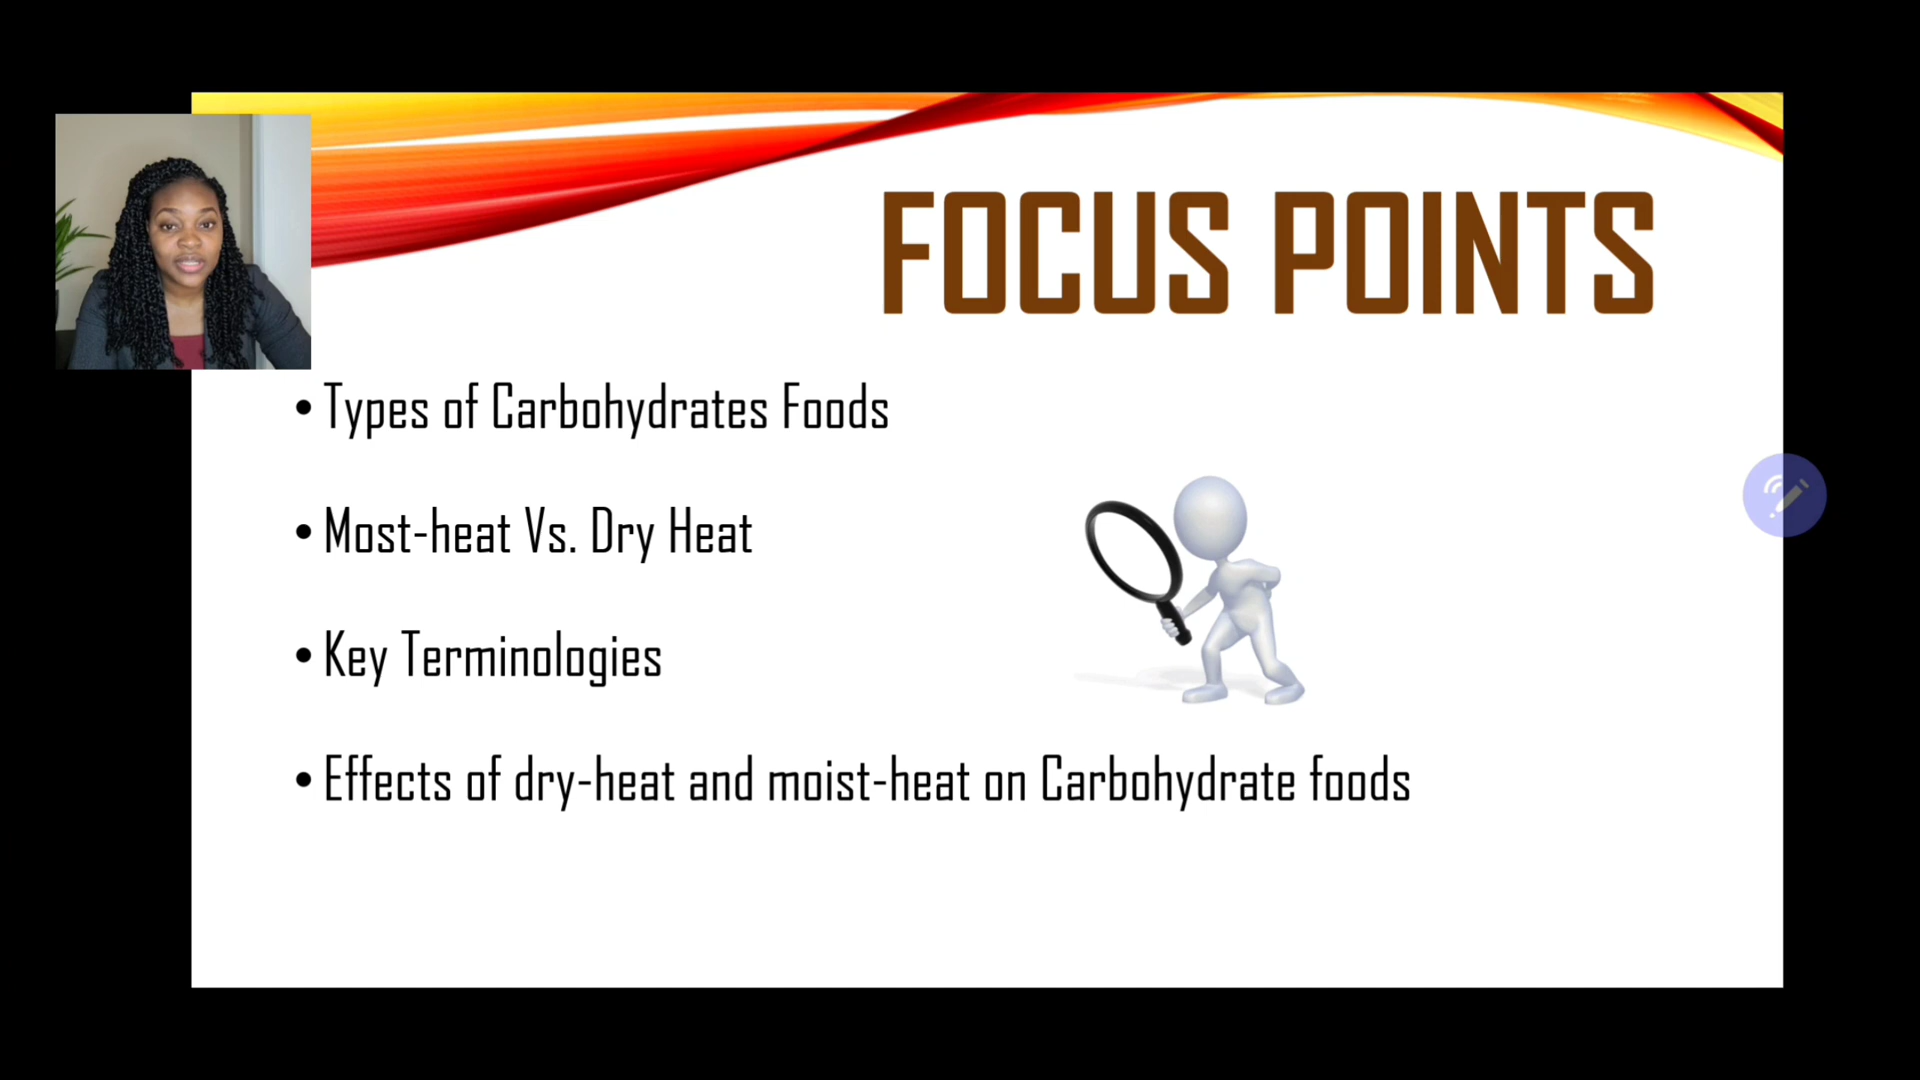 FOCUS POINTS
• Types of Carbohydrates Foods
• Most-heat Vs. Dry Heat
• Key Terminologies
• Effects of dry-heat and moist-heat on Carbohydrate foods